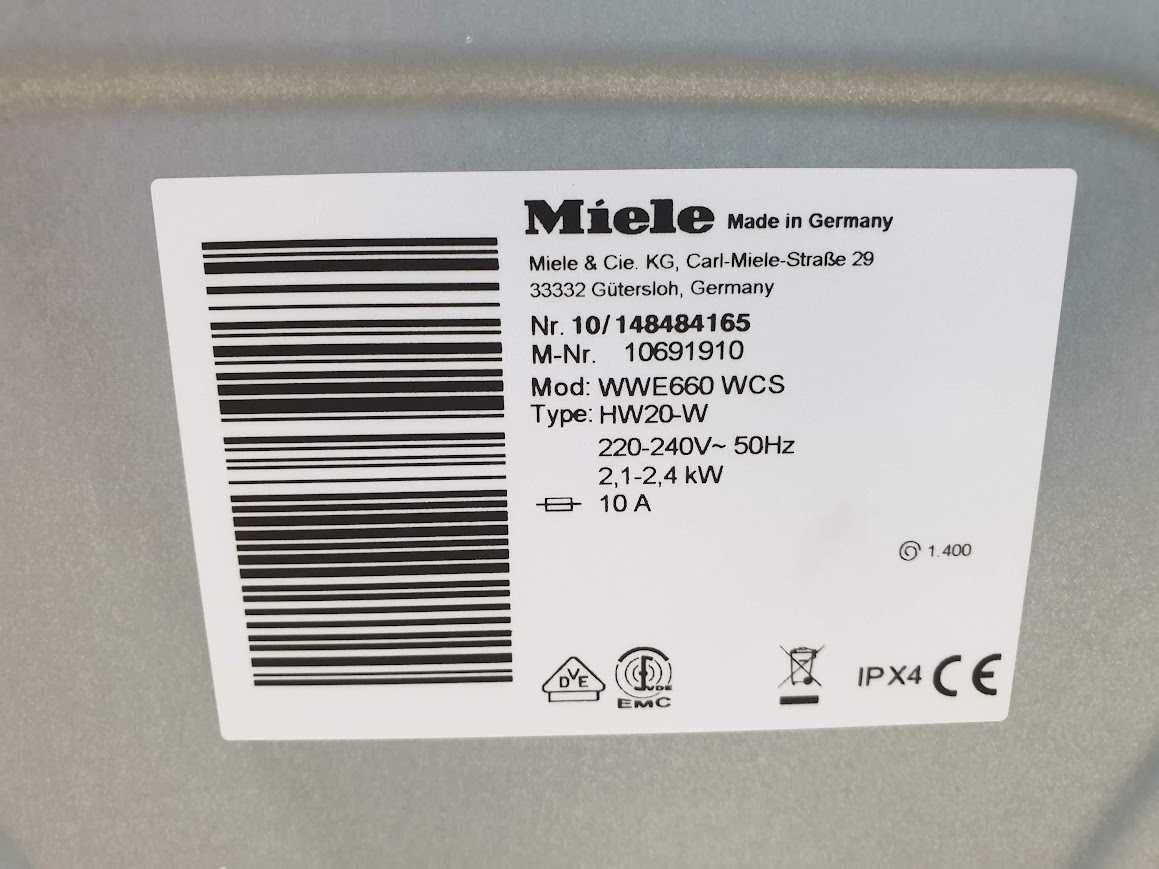 Miele Made in Germany
Miele & Cie. KG, Carl-Miele-Straße 29
33332 Gütersloh, Germany
Nr. 10/148484165
M-Nr. 10691910
Mod: WWE660 WCS
Type: HW20-W
220-240V~ 50Hz
2,1-2,4 kW
10 A
1.400
DVE
VDE
EMC
IPX4 CE